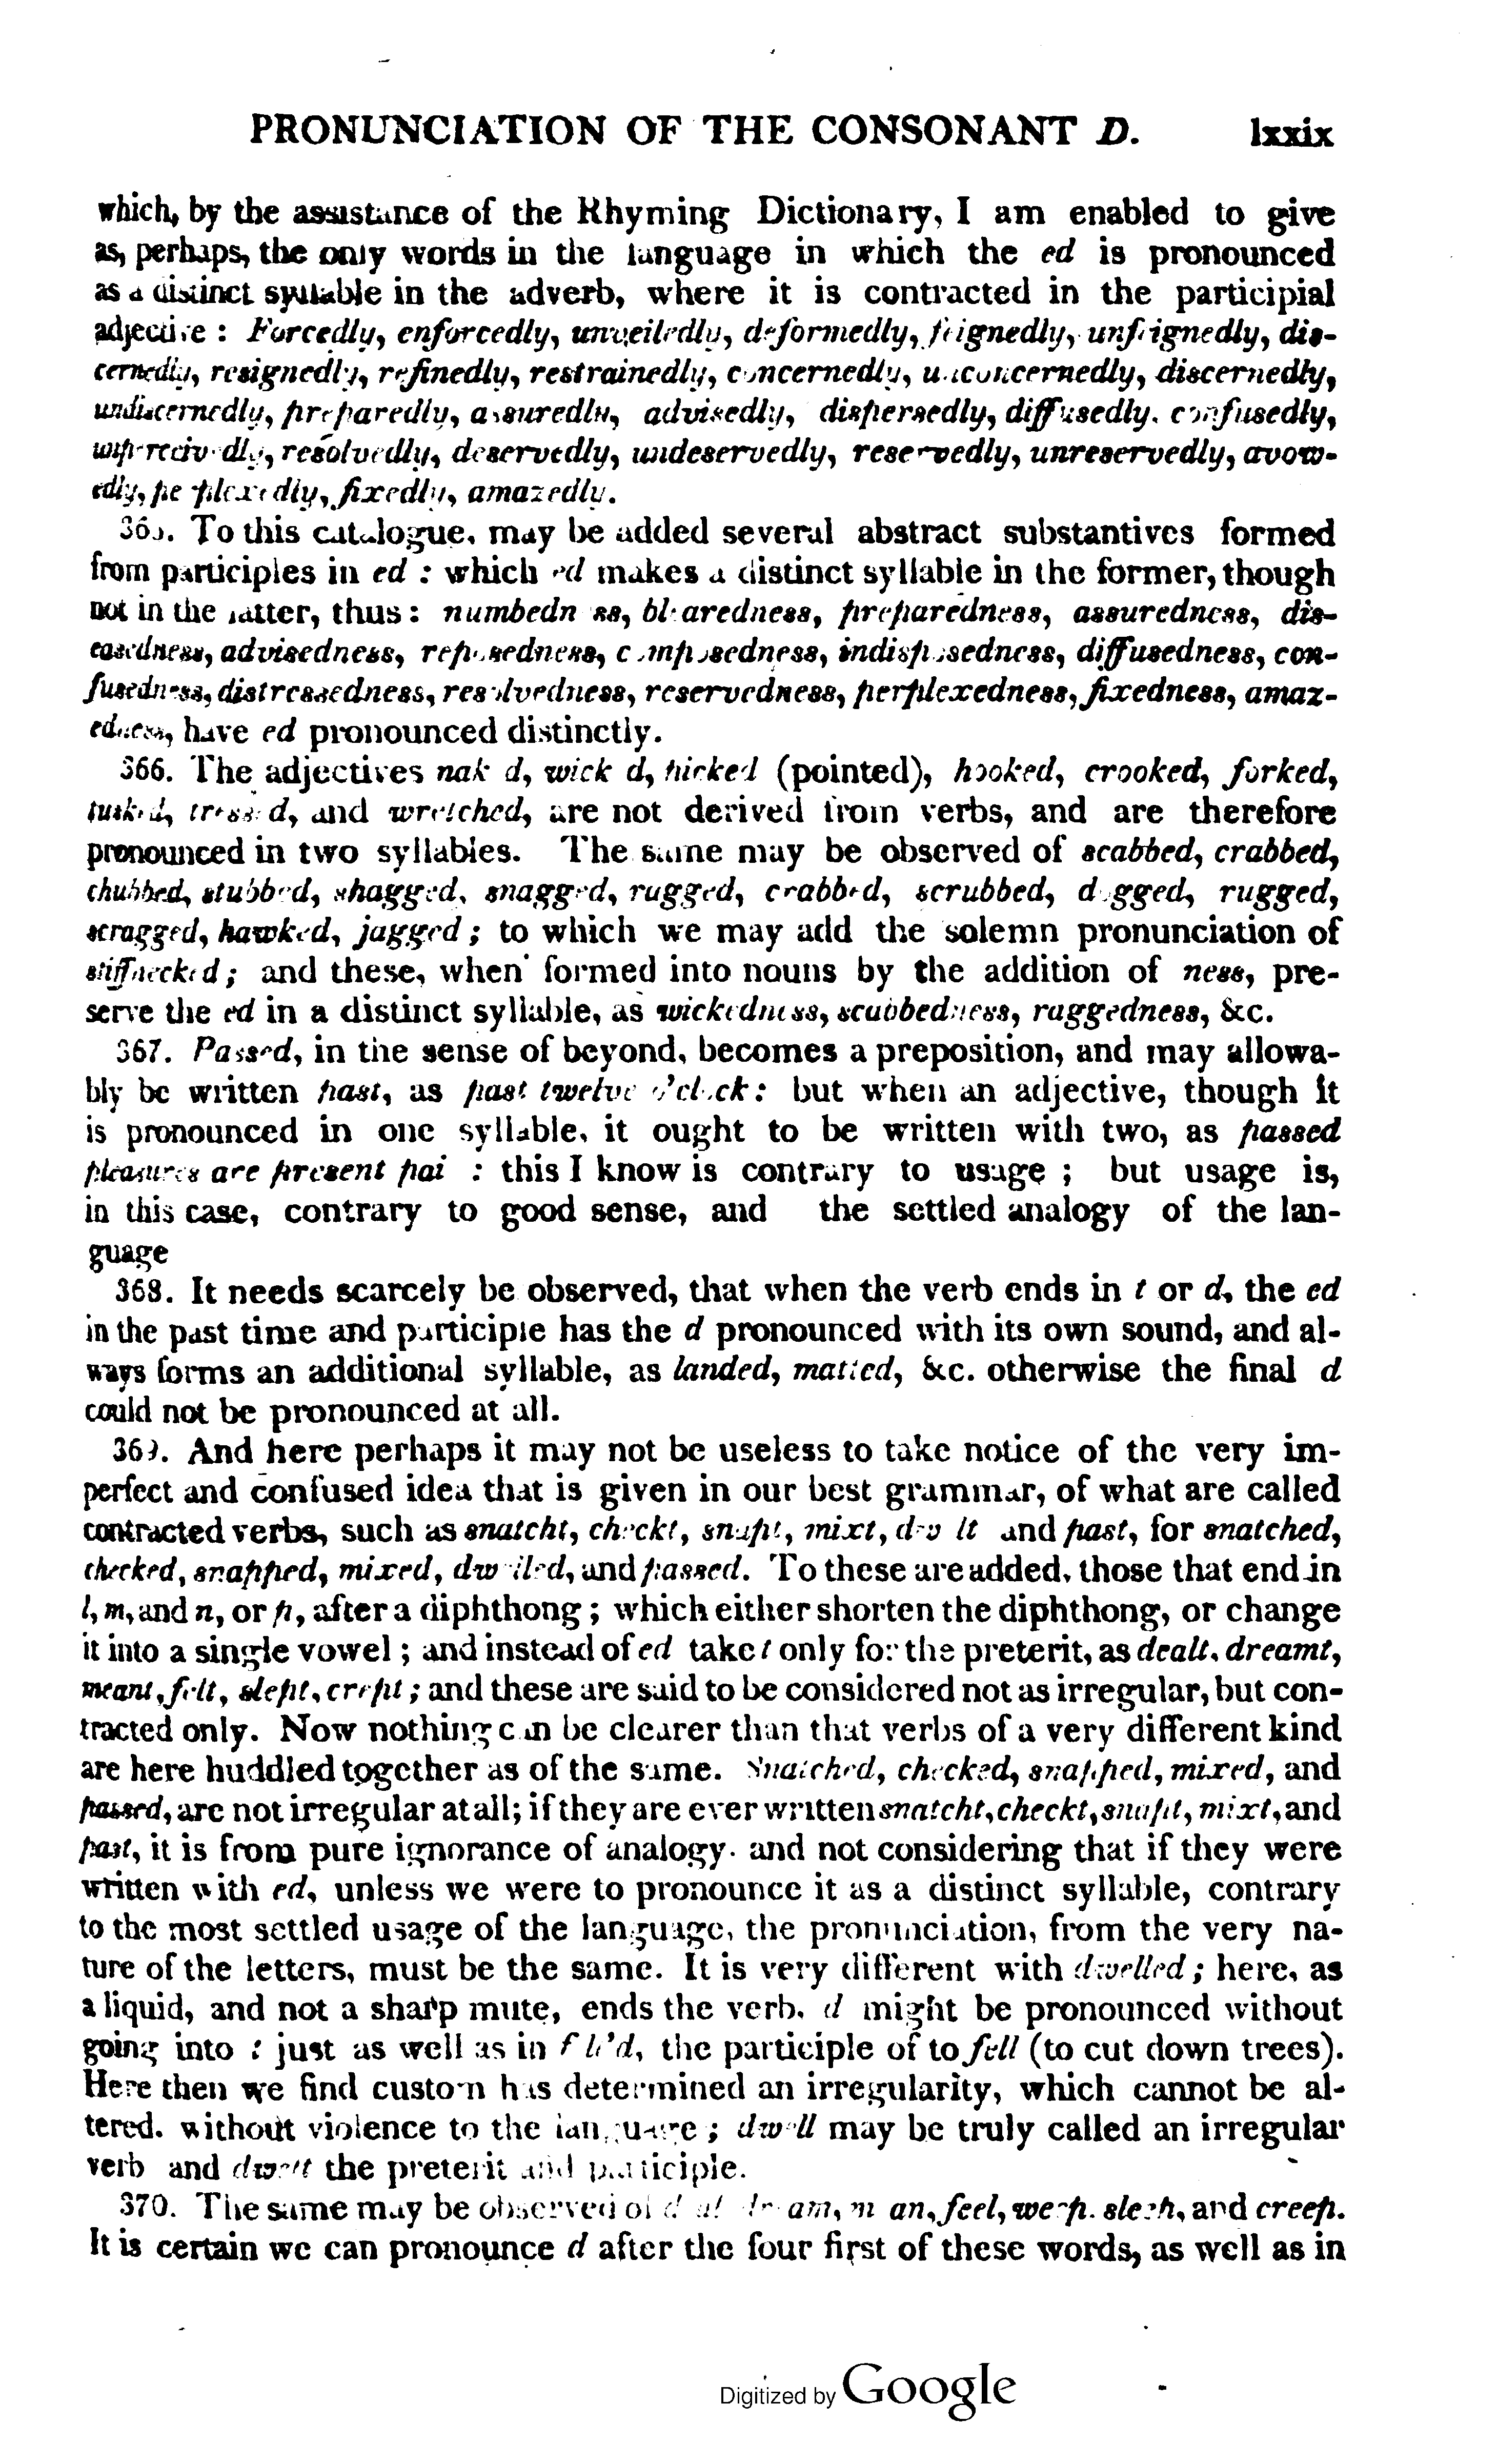 PRONUNCIATION OF THE CONSONANT D. lxxix
which, by the assistance of the Rhyming Dictionary, I am enabled to give
as, perhaps, the only words in the language in which the ed is pronounced
as a distinct syllable in the adverb, where it is contracted in the participial
adjective : Forcedly, enforcedly, unveiledly, deformedly, feignedly, unfeignedly, dis-
cernedly, resignedly, refinedly, restrainedly, concernedly, unconcernedly, discernedly,
undiscernedly, preparedly, assuredly, advisedly, dispersedly, diffusedly. confusedly,
unperceivedly, resolvedly, deservedly, undeservedly, reservedly, unreservedly, avow-
edly, perplexedly, fixedly, amazedly.
365. To this catalogue, may be added several abstract substantives formed
from participles in ed : which ed makes a distinct syllable in the former, though
not in the latter, thus : numbedness, blearedness, preparedness, assuredness, dis-
easedness, advisedness, reposedness, composedness, indisposedness, diffusedness, con-
fusedness, distressedness, resolvedness, reservedness, perplexedness, fixedness, amaz-
edness, have ed pronounced distinctly.
366. The adjectives naked, wicked, picked (pointed), hooked, crooked, forked,
tusked, tressed, and wretched, are not derived from verbs, and are therefore
pronounced in two syllables. The same may be observed of scabbed, crabbed,
chubbed, stubbed, shagged, snagged, rugged, crabbed, scrubbed, dogged, rugged,
scragged, hawked, jagged ; to which we may add the solemn pronunciation of
stiffnecked ; and these, when formed into nouns by the addition of ness, pre-
serve the ed in a distinct syllable, as wickedness, scabbedness, raggedness, &c.
367. Passed, in the sense of beyond, becomes a preposition, and may allowa-
bly be written past, as past twelve o'clock : but when an adjective, though it
is pronounced in one syllable, it ought to be written with two, as passed
pleasures are present pai : this I know is contrary to usage ; but usage is,
in this case, contrary to good sense, and the settled analogy of the lan-
guage
368. It needs scarcely be observed, that when the verb ends in t or d, the ed
in the past time and participle has the d pronounced with its own sound, and al-
ways forms an additional syllable, as landed, matted, &c. otherwise the final d
could not be pronounced at all.
369. And here perhaps it may not be useless to take notice of the very im-
perfect and confused idea that is given in our best grammar, of what are called
contracted verbs, such as snatcht, checkt, snapt, mixt, dwelt and past, for snatched,
checked, snapped, mixed, dwelled, and passed. To these are added, those that end in
l, m, and n, or p, after a diphthong ; which either shorten the diphthong, or change
it into a single vowel ; and instead of ed take t only for the preterit, as dealt, dreamt,
meant, felt, slept, crept ; and these are said to be considered not as irregular, but con-
tracted only. Now nothing can be clearer than that verbs of a very different kind
are here huddled together as of the same. Snatched, checked, snapped, mixed, and
passed, are not irregular at all ; if they are ever written snatcht, checkt, snapt, mixt, and
past, it is from pure ignorance of analogy. and not considering that if they were
written with ed, unless we were to pronounce it as a distinct syllable, contrary
to the most settled usage of the language, the pronunciation, from the very na-
ture of the letters, must be the same. It is very different with dwelled ; here, as
a liquid, and not a sharp mute, ends the verb, d might be pronounced without
going into t just as well as in fell'd, the participle of to fell (to cut down trees).
Here then we find custom has determined an irregularity, which cannot be al-
tered. without violence to the language ; dwell may be truly called an irregular
verb and dwelt the preterit and participle.
370. The same may be observed of deal dream, mean, feel, weep. sleep, and creep.
It is certain we can pronounce d after the four first of these words, as well as in
Digitized by Google